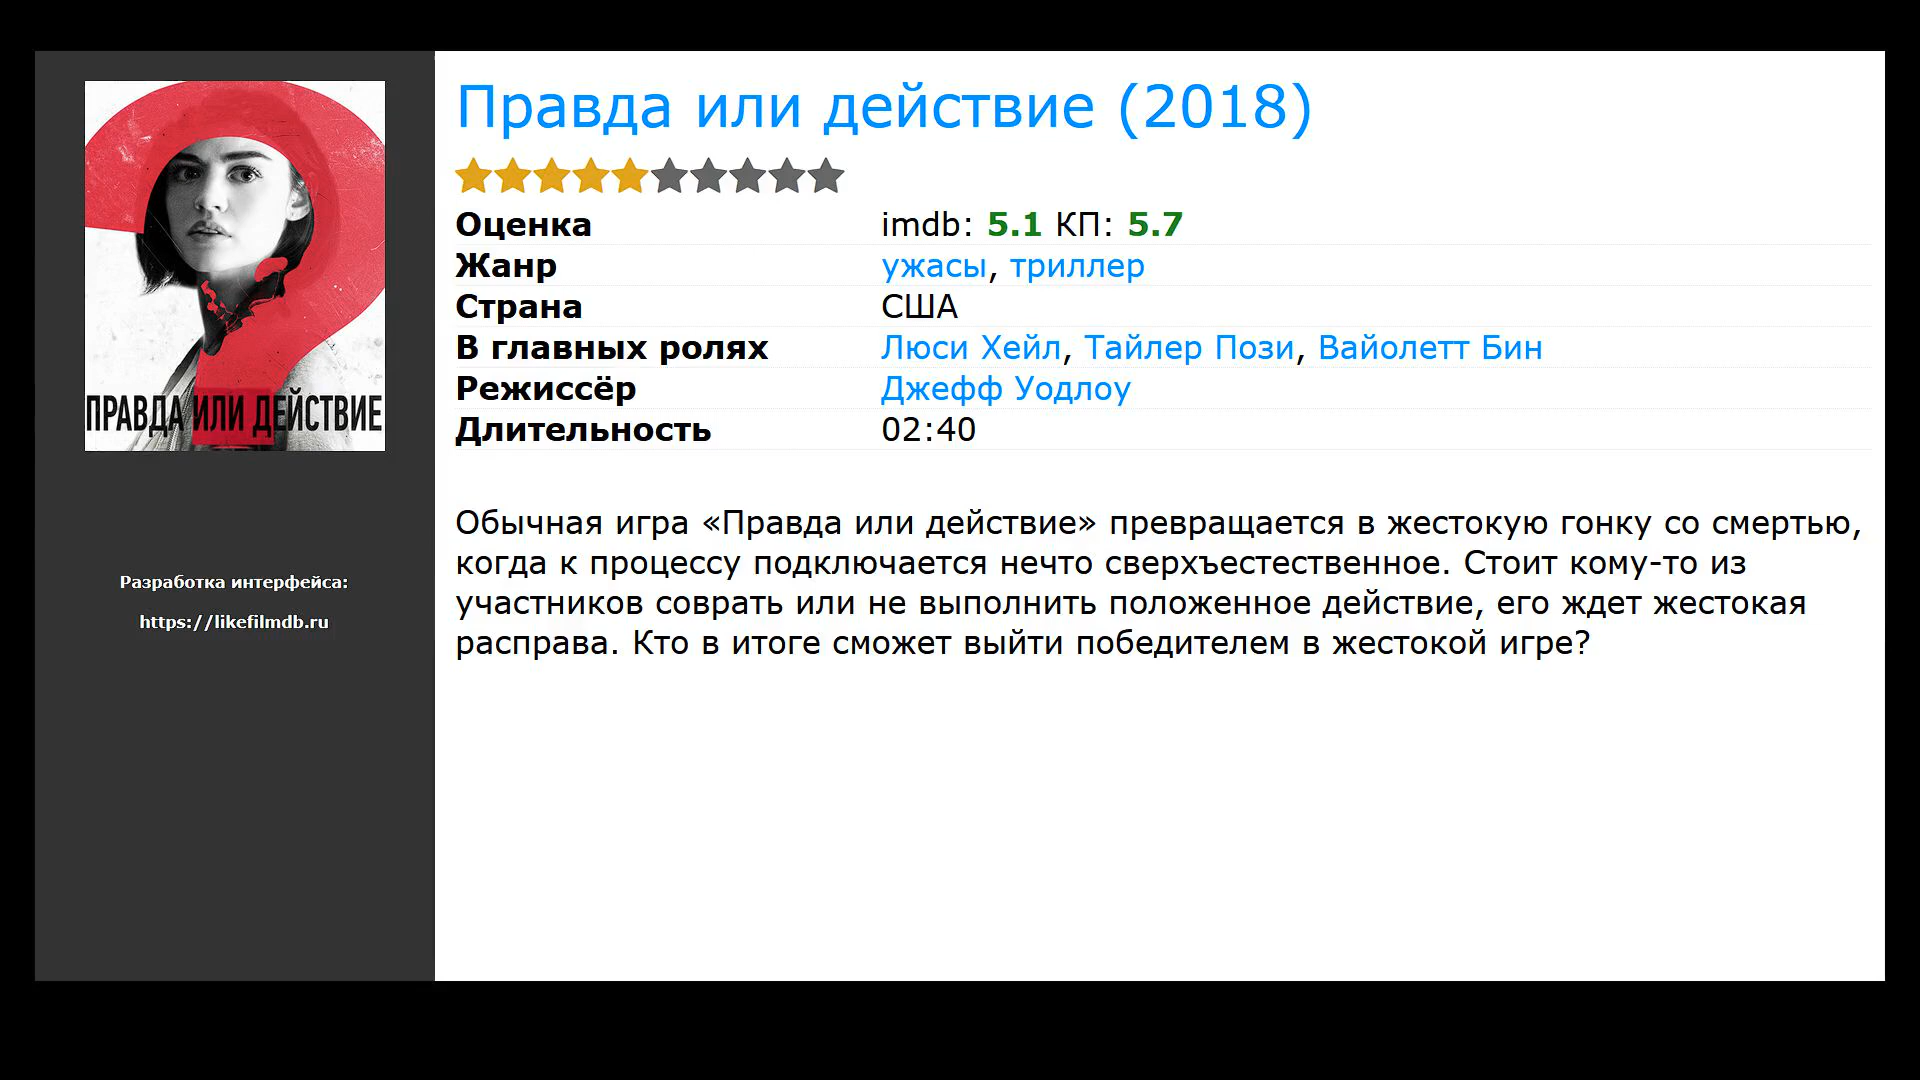 ПРАВДА ИЛИ ДЕЙСТВИЕ
Разработка интерфейса:
https://likefilmdb.ru
Правда или действие (2018)
Оценка imdb: 5.1 КП: 5.7
Жанр ужасы, триллер
Страна США
В главных ролях Люси Хейл, Тайлер Пози, Вайолетт Бин
Режиссёр Джефф Уодлоу
Длительность 02:40
Обычная игра «Правда или действие» превращается в жестокую гонку со смертью,
когда к процессу подключается нечто сверхъестественное. Стоит кому-то из
участников соврать или не выполнить положенное действие, его ждет жестокая
расправа. Кто в итоге сможет выйти победителем в жестокой игре?